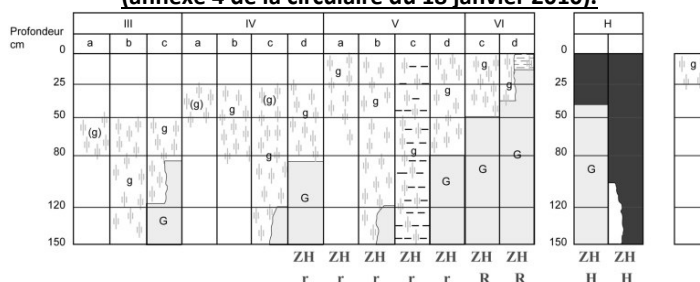 (annexe 4 de la circulaire du 18 janvier 2010).
Profondeur
cm
III IV V VI H
a b c a b c d a b c d c d
0 0
g g g
25 25
(g) g (g) g g g g
50 50
(g) g g
80 80
g g g G G G G G
120 120
G
150 150
ZH ZH ZH ZH ZH ZH ZH ZH ZH
r r r r r R R H H